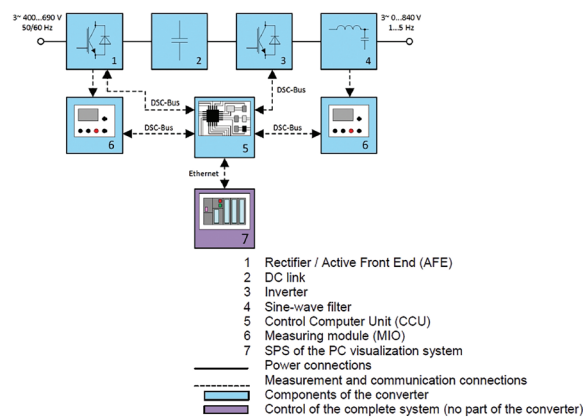 3~ 400...690 V
50/60 Hz
3~ 0...840 V
1...5 Hz
1
2
3
4
DSC-Bus
DSC-Bus
6
DSC-Bus
5
DSC-Bus
6
Ethernet
7
1 Rectifier / Active Front End (AFE)
2 DC link
3 Inverter
4 Sine-wave filter
5 Control Computer Unit (CCU)
6 Measuring module (MIO)
7 SPS of the PC visualization system
Power connections
Measurement and communication connections
Components of the converter
Control of the complete system (no part of the converter)